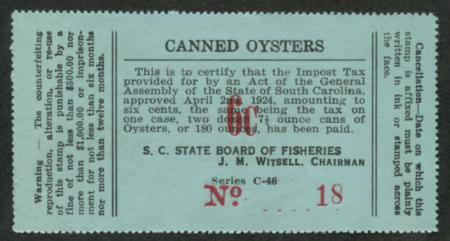 Warning — The counterfeiting
reproduction, alteration, or re-use
of this stamp is punishable by a
fine of not less than $500.00 nor
more than $1,000.00 or imprison-
ment for not less than six months
nor more than twelve months
CANNED OYSTERS
This is to certify that the Impost Tax
provided for by an Act of the General
Assembly of the State of South Carolina,
approved April 1924, amounting to
six cents, the same being the tax on
one case, two 7½ ounce cans of
Oysters, or 180 has been paid.
6¢
S. C. STATE BOARD OF FISHERIES
J. M. WITSELL, CHAIRMAN
Series C-46
No. 18
Cancellation—Date on which this
stamp is affixed must be plainly
written in ink or stamped across
the face.